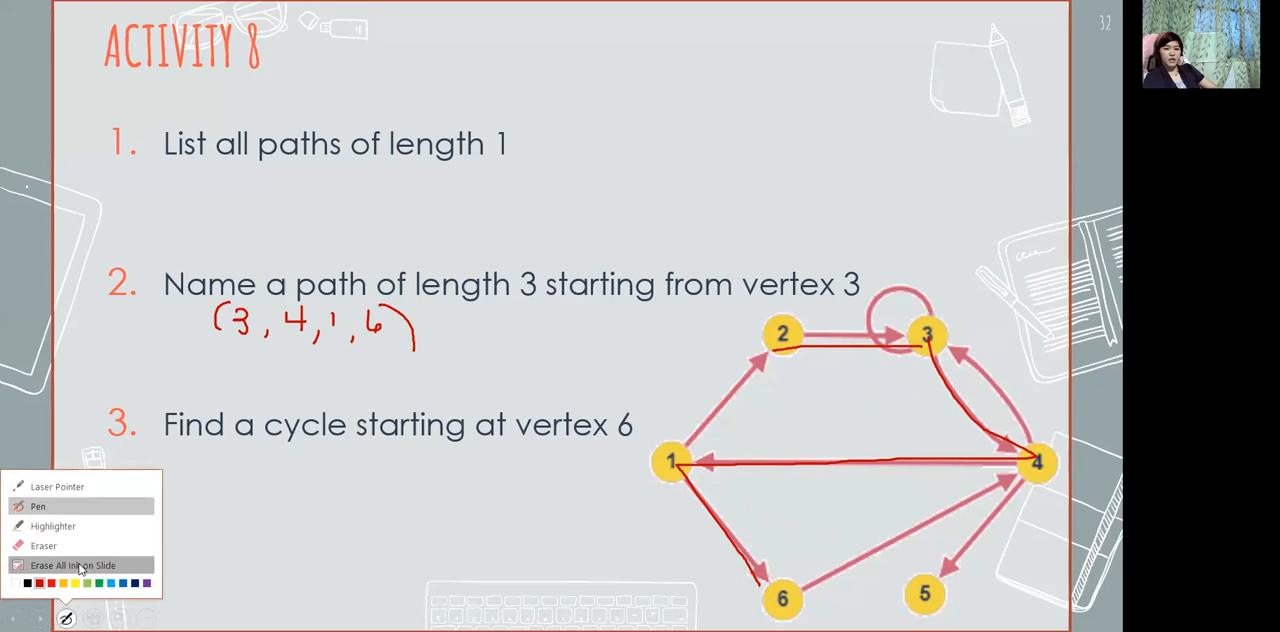 ACTIVITY 8
32
1. List all paths of length 1
2. Name a path of length 3 starting from vertex 3
(3, 4, 1, 6)
3. Find a cycle starting at vertex 6
2
3
1
4
6
5
Laser Pointer
Pen
Highlighter
Eraser
Erase All Ink on Slide